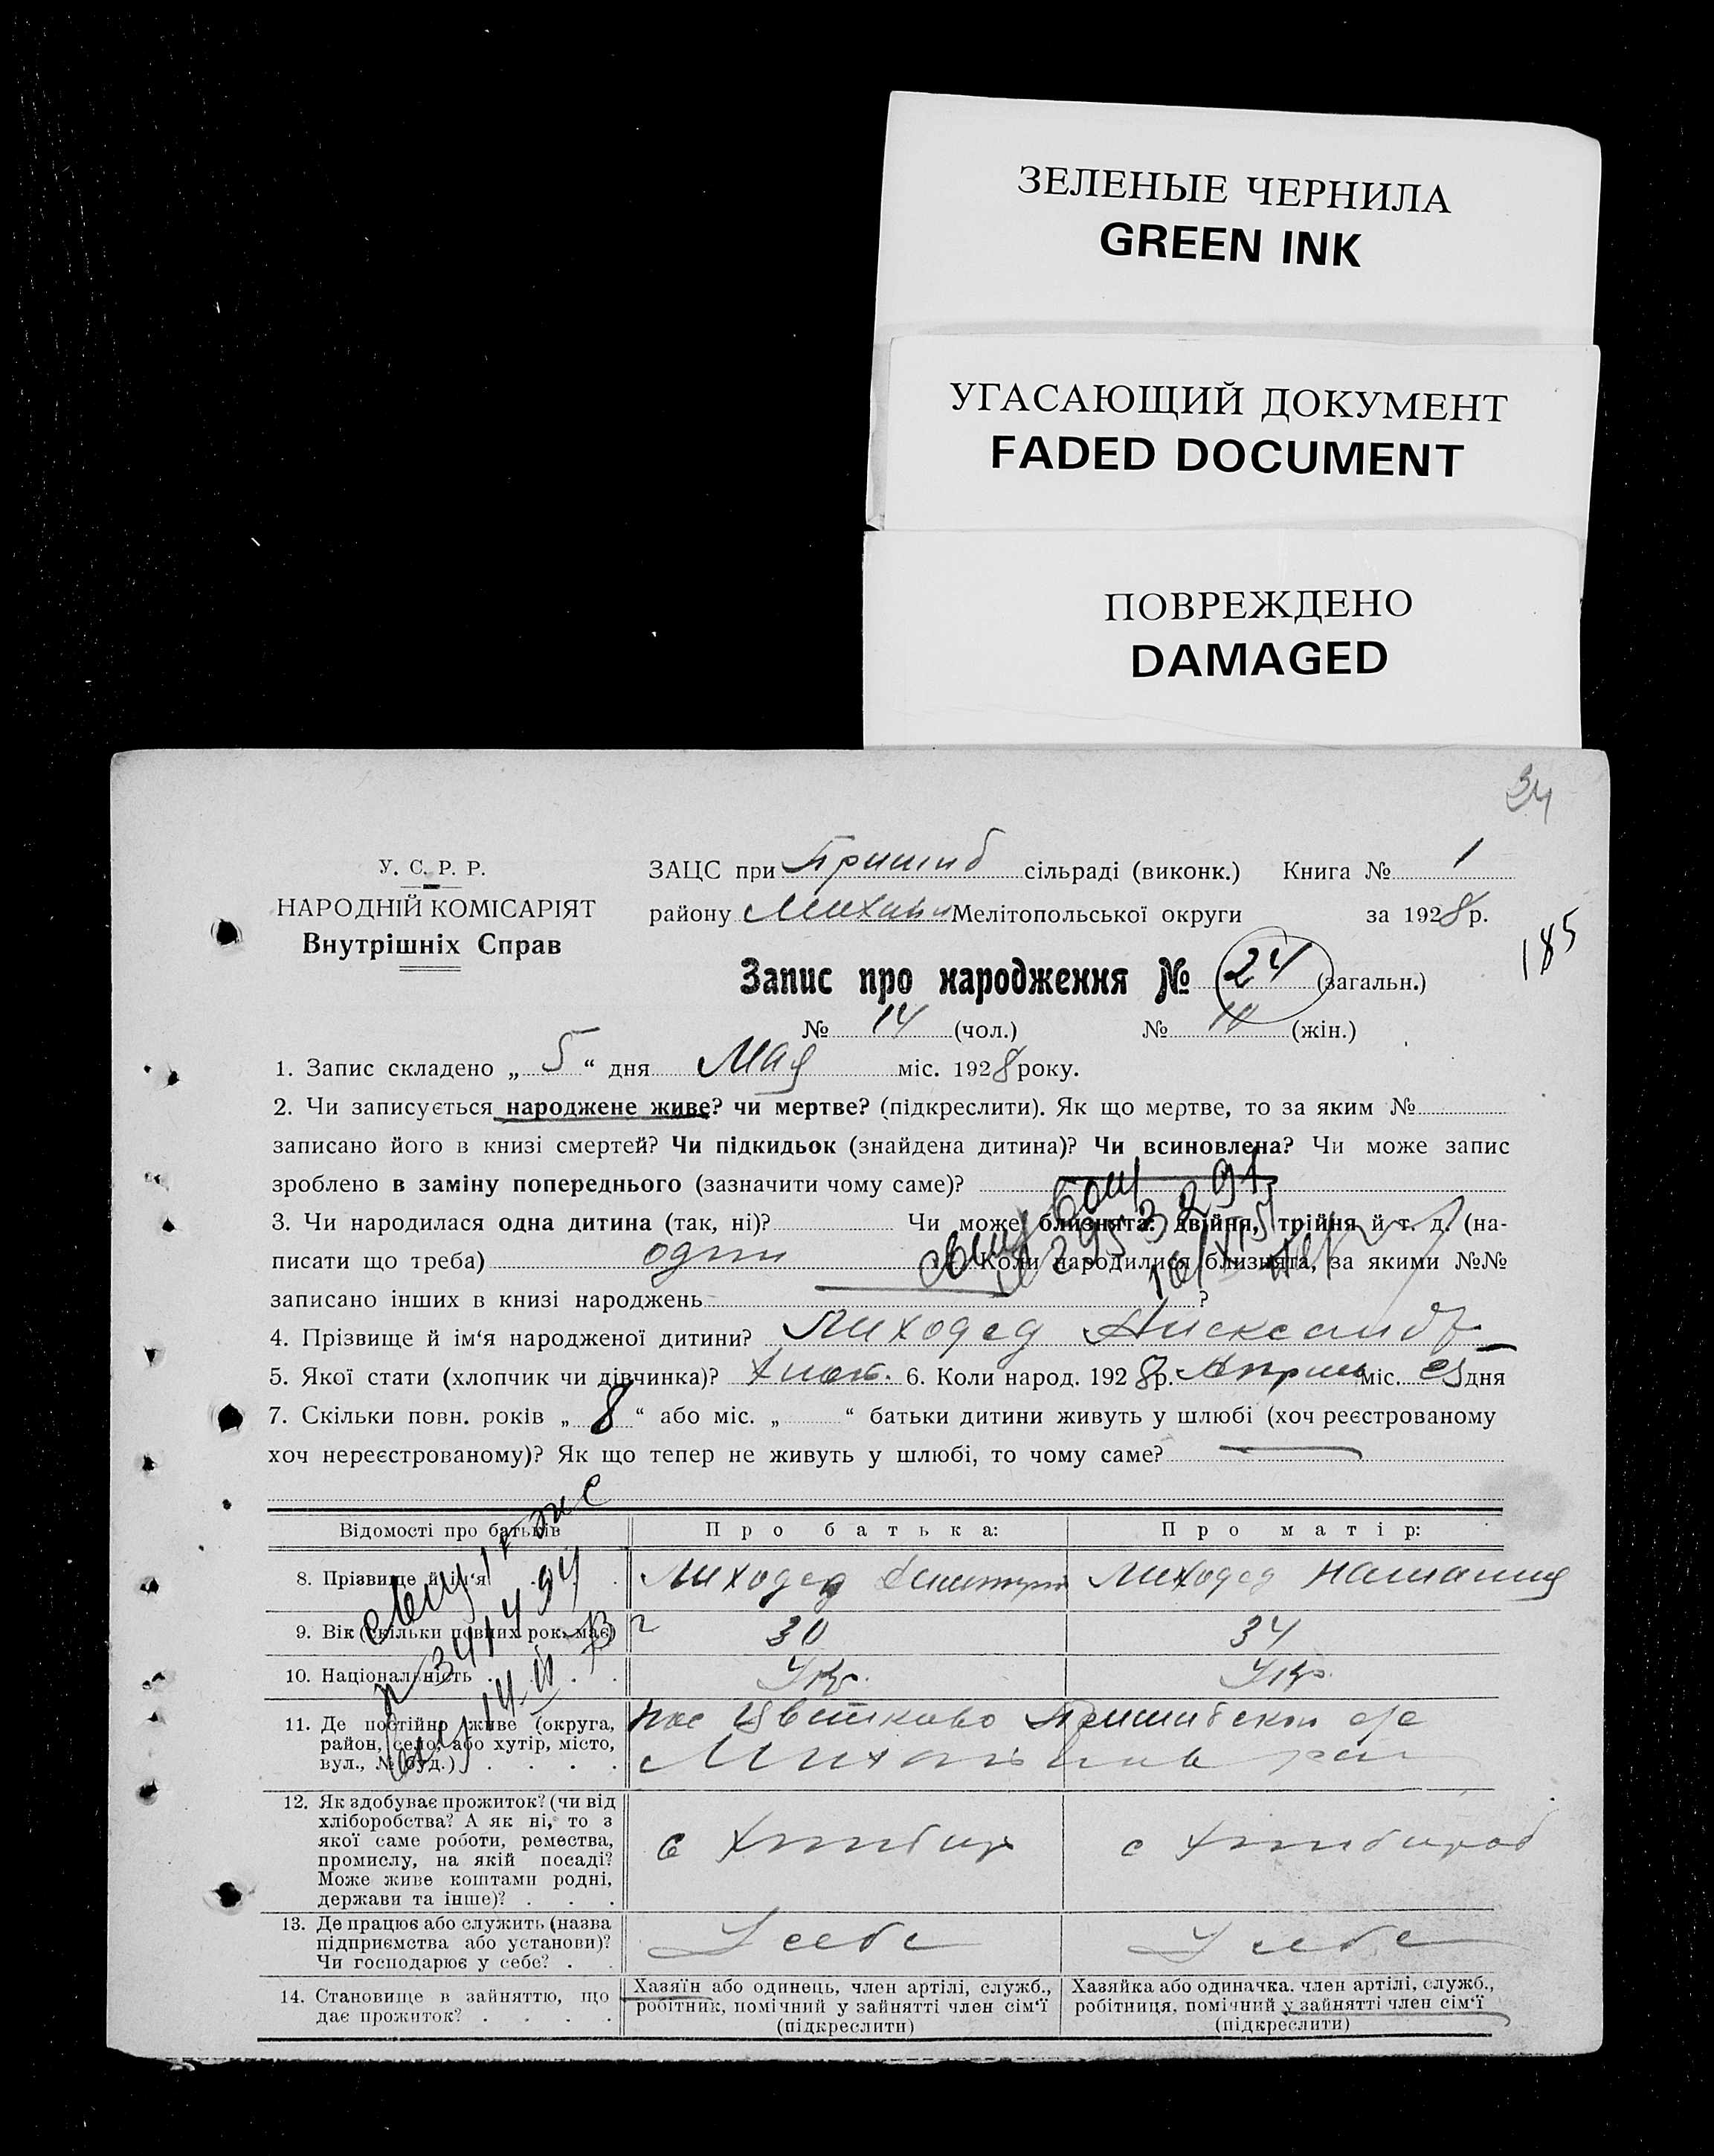 ЗЕЛЕНЫЕ ЧЕРНИЛА
GREEN INK
УГАСАЮЩИЙ ДОКУМЕНТ
FADED DOCUMENT
ПОВРЕЖДЕНО
DAMAGED
34
У. С. Р. Р.
НАРОДНІЙ КОМІСАРІЯТ
Внутрішніх Справ
ЗАЦС при Пришиб сільраді (виконк.) Книга № 1
району Михайл Мелітопольської округи за 1928 р.
185
Запис про народження № 24 (загальн.)
№ 14 (чол.) № (жін.)
1. Запис складено „ 5 “ дня Мая міс. 1928 року.
2. Чи записується народжене живе? чи мертве? (підкреслити). Як що мертве, то за яким №
записано його в книзі смертей? Чи підкидьок (знайдена дитина)? Чи всиновлена? Чи може запис
зроблено в заміну попереднього (зазначити чому саме)?
3. Чи народилася одна дитина (так, ні)? Чи може близнята: двійня, трійня й т. д. (на-
писати що треба) один Коли народилися близнята, за якими №№
записано інших в книзі народжень ?
4. Прізвище й ім‘я народженої дитини? Лиходед Александр
5. Якої стати (хлопчик чи дівчинка)? Хлоп. 6. Коли народ. 1928 р. Апрель міс. дня
7. Скільки повн. років „ 8 “ або міс. „ “ батьки дитини живуть у шлюбі (хоч реєстрованому
хоч нереєстрованому)? Як що тепер не живуть у шлюбі, то чому саме?
Відомості про батьків
Про батька:
Про матір:
8. Прізвище й ім‘я
Лиходед Дмитрий
Лиходед Наталия
9. Вік (скільки повних рок. має)
30
34
10. Національність
Укр.
Укр.
11. Де постійно живе (округа,
район, село, або хутір, місто,
вул., № буд.)
пос Цветково Пришибской с/с
12. Як здобуває прожиток? (чи від
хліборобства? А як ні, то з
якої саме роботи, ремества,
промислу, на якій посаді?
Може живе коштами родні,
держави та інше)?
с
с
13. Де працює або служить (назва
підприємства або установи)?
Чи господарює у себе?
У себе
У себе
14. Становище в зайняттю, що
дає прожиток?
Хазяїн або одинець, член артілі, служб.,
робітник, помічний у зайнятті член сім‘ї
(підкреслити)
Хазяйка або одиначка. член артілі, служб.,
робітниця, помічний у зайнятті член сім‘ї
(підкреслити)